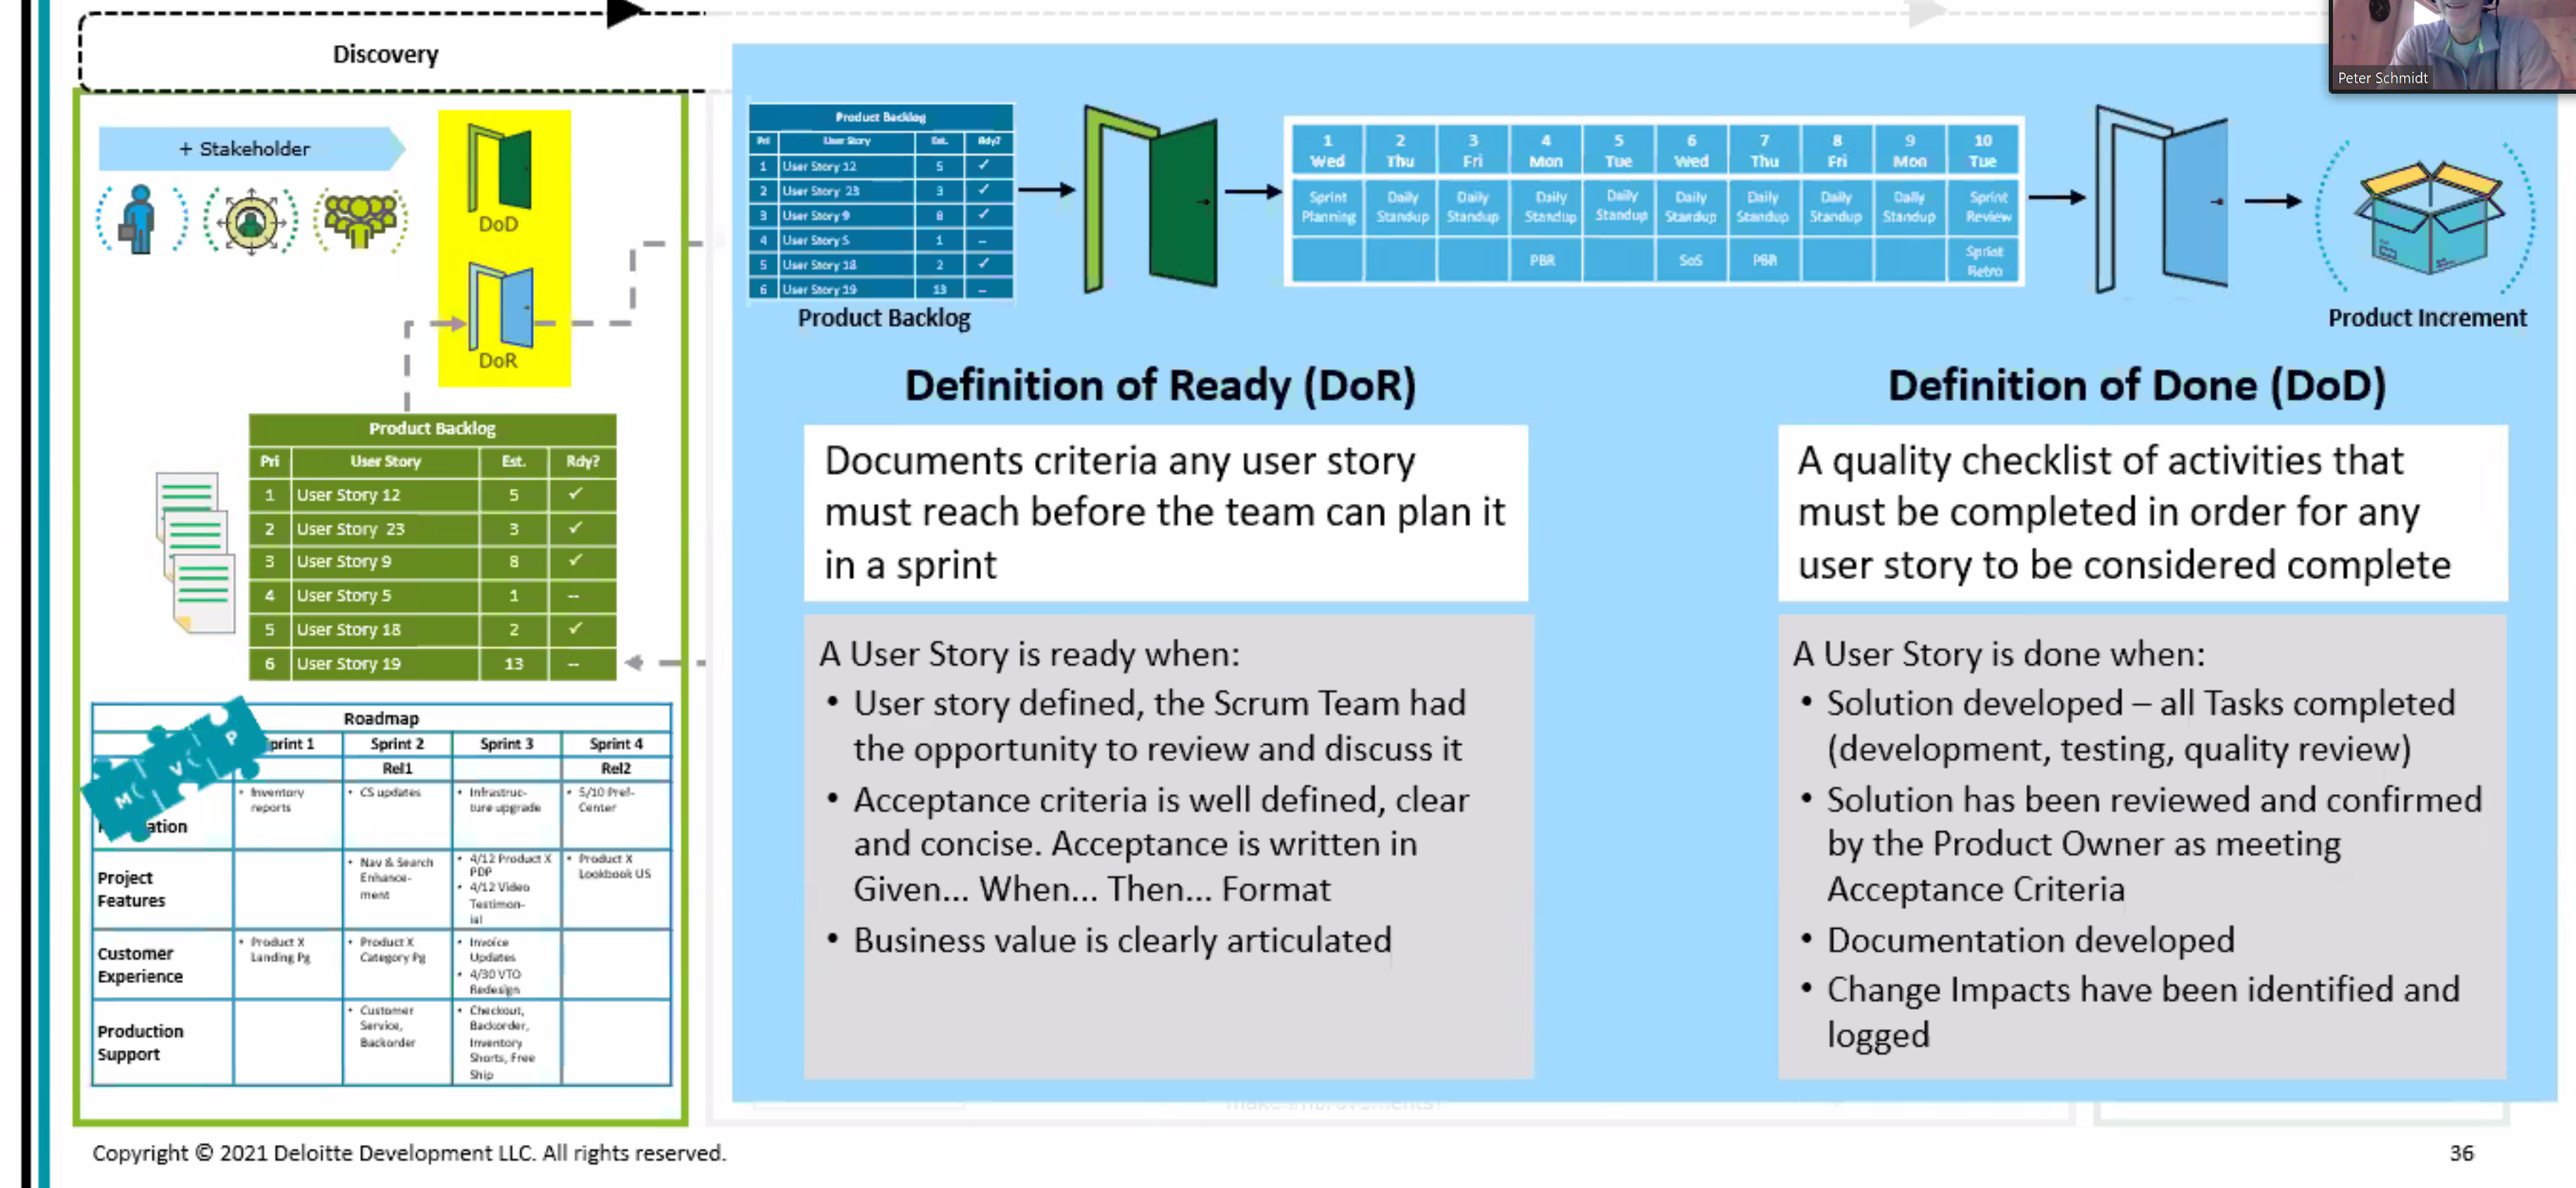 Discovery
Peter Schmidt
+ Stakeholder
DoD
DoR
Product Backlog
Pri User Story Est. Rdy?
1 User Story 12 5 ✓
2 User Story 23 3 ✓
3 User Story 9 8 ✓
4 User Story 5 1 --
5 User Story 18 2 ✓
6 User Story 19 13 --
Roadmap
print 1 Sprint 2 Sprint 3 Sprint 4
Rel1 Rel2
M V P
ation
• Inventory
reports
• CS updates
• Infrastruc-
ture upgrade
• 5/10 Pref-
Center
Project
Features
• Nav & Search
Enhance-
ment
• 4/12 Product X
PDP
• 4/12 Video
Testimon-
ial
• Product X
Lookbook US
Customer
Experience
• Product X
Landing Pg
• Product X
Category Pg
• Invoice
Updates
• 4/30 VTO
Redesign
Production
Support
• Customer
Service,
Backorder
• Checkout,
Backorder,
Inventory
Shorts, Free
Ship
Product Backlog
Pri User Story Est. Rdy?
1 User Story 12 5 ✓
2 User Story 23 3 ✓
3 User Story 9 8 ✓
4 User Story 5 1 --
5 User Story 18 2 ✓
6 User Story 19 13 --
Product Backlog
1 2 3 4 5 6 7 8 9 10
Wed Thu Fri Mon Tue Wed Thu Fri Mon Tue
Sprint Daily Daily Daily Daily Daily Daily Daily Daily Sprint
Planning Standup Standup Standup Standup Standup Standup Standup Standup Review
PBR SoS PBR Sprint
Retro
Product Increment
Definition of Ready (DoR)
Documents criteria any user story
must reach before the team can plan it
in a sprint
A User Story is ready when:
• User story defined, the Scrum Team had
the opportunity to review and discuss it
• Acceptance criteria is well defined, clear
and concise. Acceptance is written in
Given... When... Then... Format
• Business value is clearly articulated
Definition of Done (DoD)
A quality checklist of activities that
must be completed in order for any
user story to be considered complete
A User Story is done when:
• Solution developed – all Tasks completed
(development, testing, quality review)
• Solution has been reviewed and confirmed
by the Product Owner as meeting
Acceptance Criteria
• Documentation developed
• Change Impacts have been identified and
logged
Copyright © 2021 Deloitte Development LLC. All rights reserved.
36